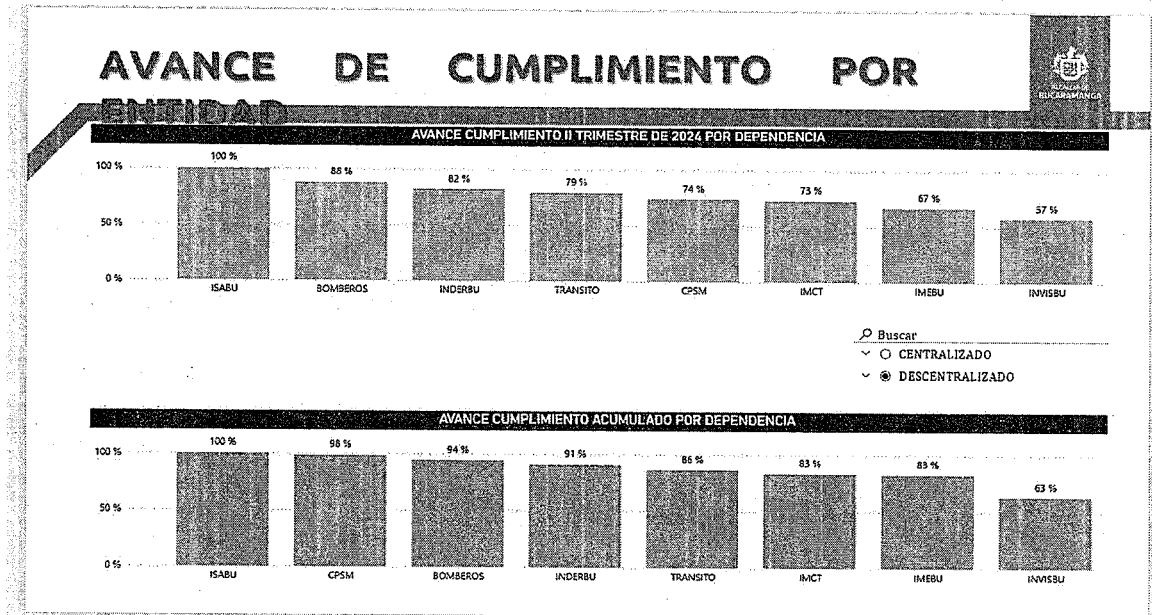 AVANCE DE CUMPLIMIENTO POR
ENTIDAD
ALCALDÍA DE
BUCARAMANGA
AVANCE CUMPLIMIENTO II TRIMESTRE DE 2024 POR DEPENDENCIA
100 %
50 %
0 %
100 % 88 % 82 % 79 % 74 % 73 % 67 % 57 %
ISABU BOMBEROS INDERBU TRANSITO CPSM IMCT IMEBU INVISBU
Buscar
CENTRALIZADO
DESCENTRALIZADO
AVANCE CUMPLIMIENTO ACUMULADO POR DEPENDENCIA
100 %
50 %
0 %
100 % 98 % 94 % 91 % 86 % 83 % 83 % 63 %
ISABU CPSM BOMBEROS INDERBU TRANSITO IMCT IMEBU INVISBU